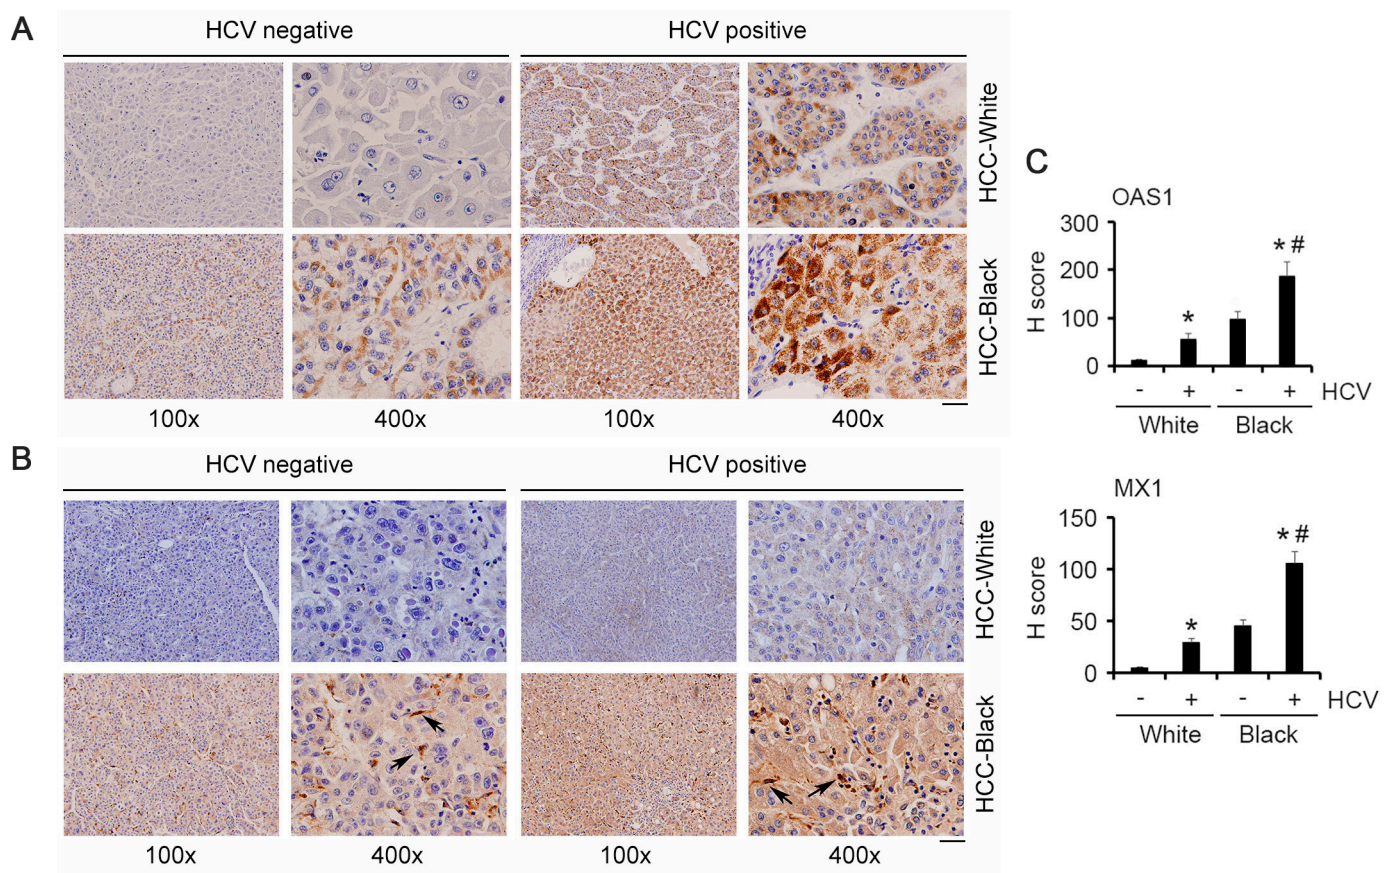 A
HCV negative
HCV positive
HCC-White
HCC-Black
100x
400x
100x
400x
B
HCV negative
HCV positive
HCC-White
HCC-Black
100x
400x
100x
400x
C
OAS1
H score
300
200
100
0
* * #
- + - + HCV
White Black
MX1
H score
150
100
50
0
* * #
- + - + HCV
White Black